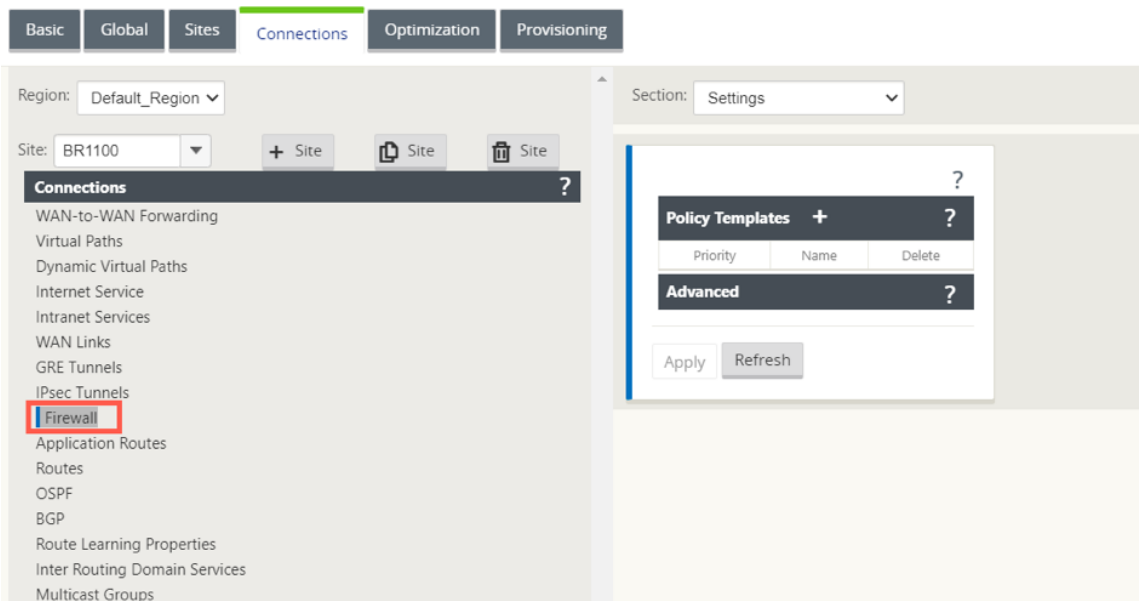 Basic Global Sites Connections Optimization Provisioning
Region: Default_Region
Site: BR1100 + Site Site Site
Connections ?
WAN-to-WAN Forwarding
Virtual Paths
Dynamic Virtual Paths
Internet Service
Intranet Services
WAN Links
GRE Tunnels
IPsec Tunnels
Firewall
Application Routes
Routes
OSPF
BGP
Route Learning Properties
Inter Routing Domain Services
Multicast Groups
Section: Settings
?
Policy Templates + ?
Priority Name Delete
Advanced ?
Apply Refresh